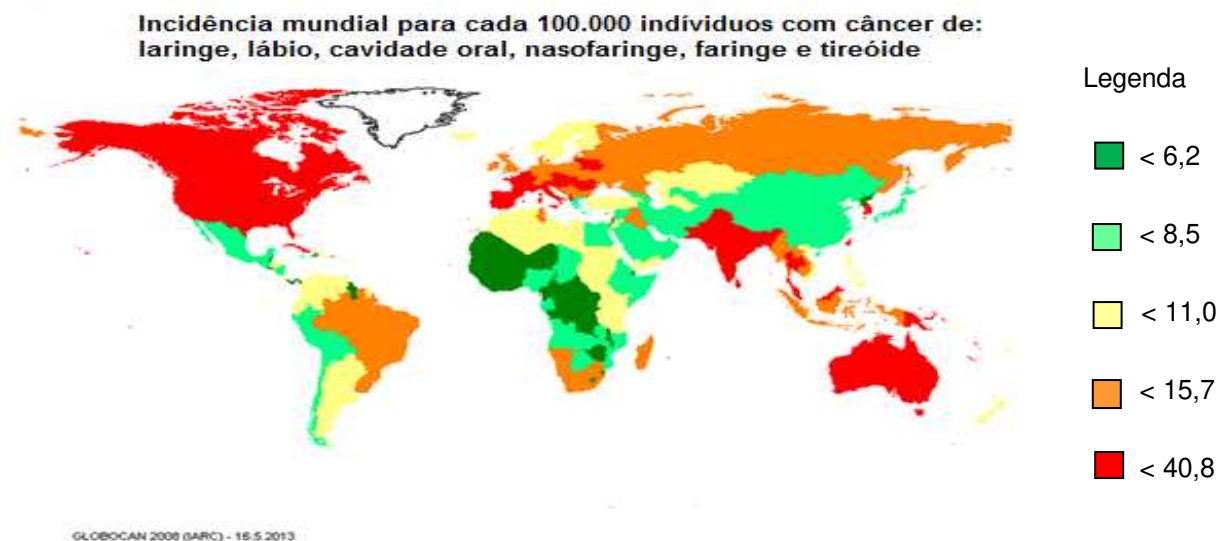 Incidência mundial para cada 100.000 indíviduos com câncer de:
laringe, lábio, cavidade oral, nasofaringe, faringe e tireóide
Legenda
< 6,2
< 8,5
< 11,0
< 15,7
< 40,8
GLOBOCAN 2008 (IARC) - 16.5.2013